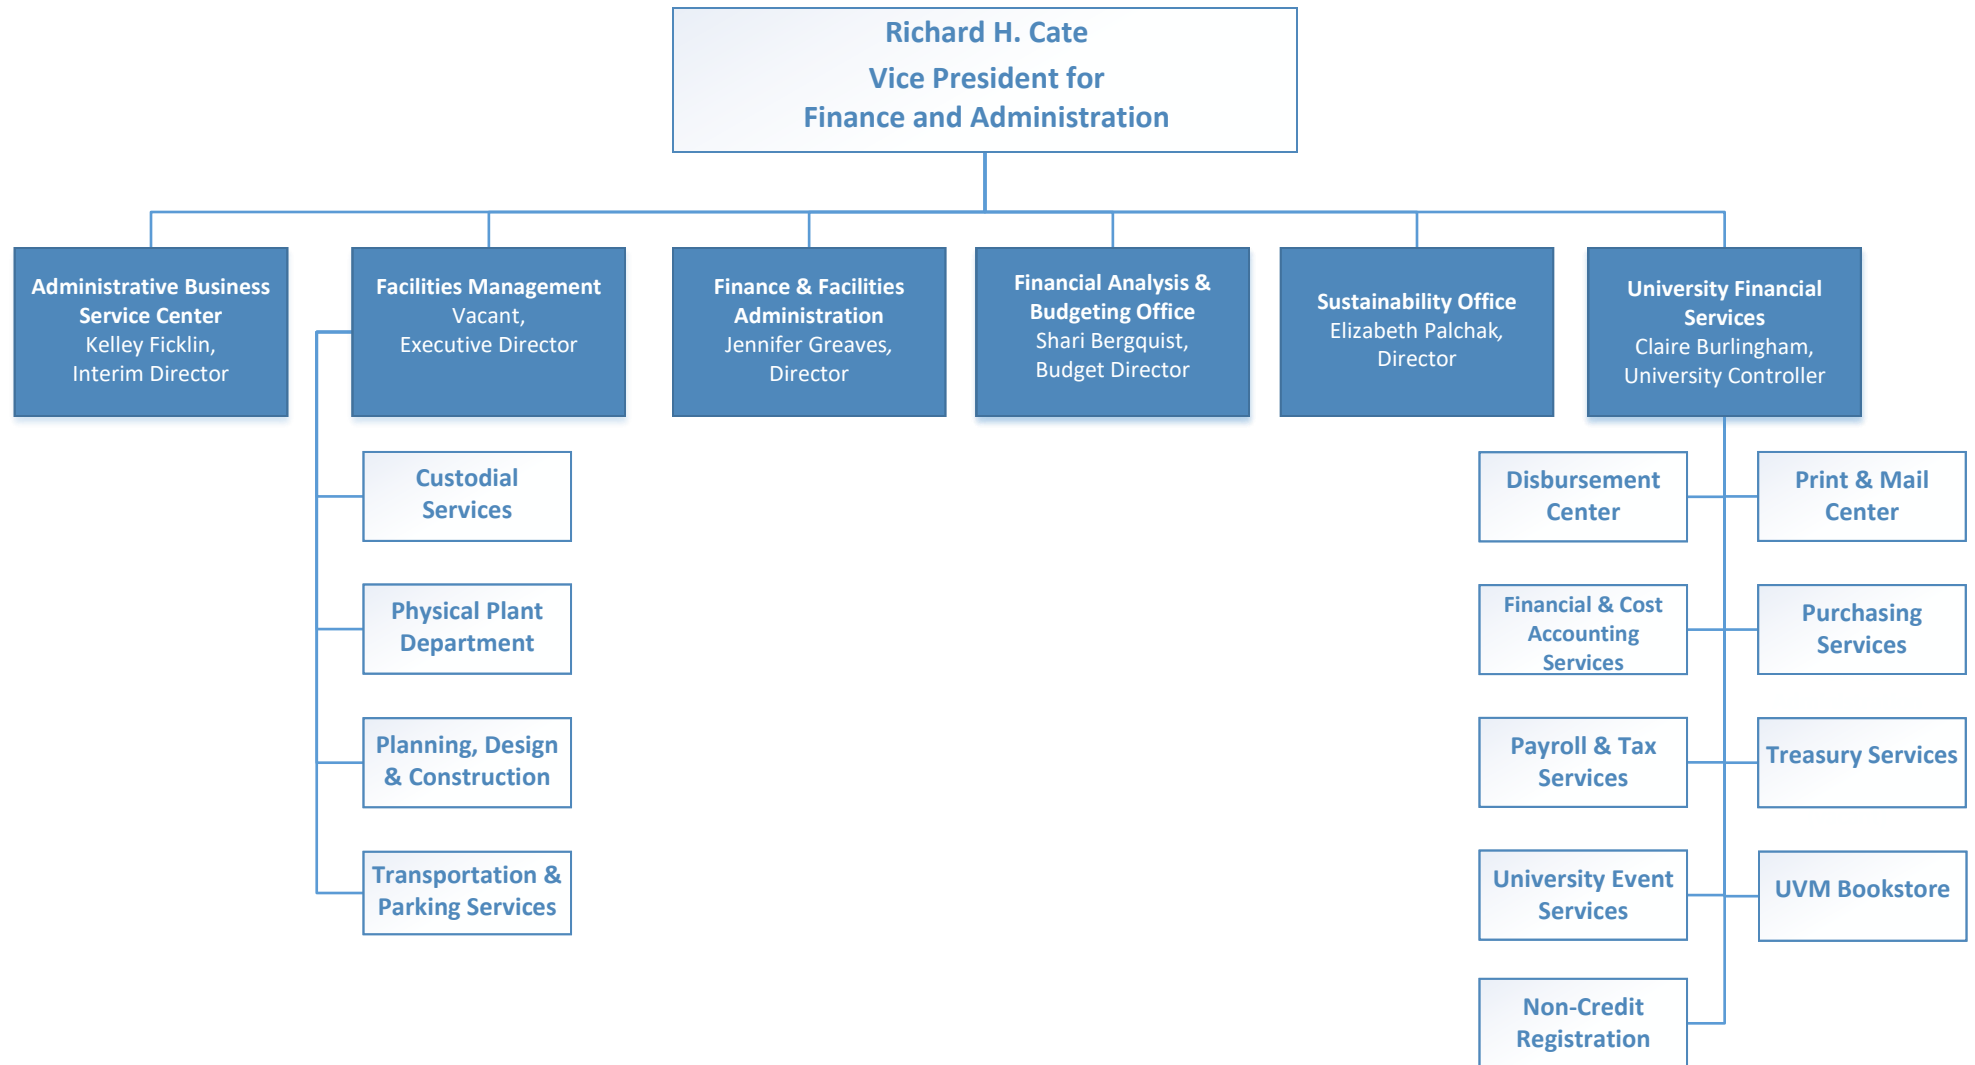 Richard H. Cate
Vice President for
Finance and Administration
Administrative Business
Service Center
Kelley Ficklin,
Interim Director
Facilities Management
Vacant,
Executive Director
Finance & Facilities
Administration
Jennifer Greaves,
Director
Financial Analysis &
Budgeting Office
Shari Bergquist,
Budget Director
Sustainability Office
Elizabeth Palchak,
Director
University Financial
Services
Claire Burlingham,
University Controller
Custodial
Services
Physical Plant
Department
Planning, Design
& Construction
Transportation &
Parking Services
Disbursement
Center
Print & Mail
Center
Financial & Cost
Accounting
Services
Purchasing
Services
Payroll & Tax
Services
Treasury Services
University Event
Services
UVM Bookstore
Non-Credit
Registration